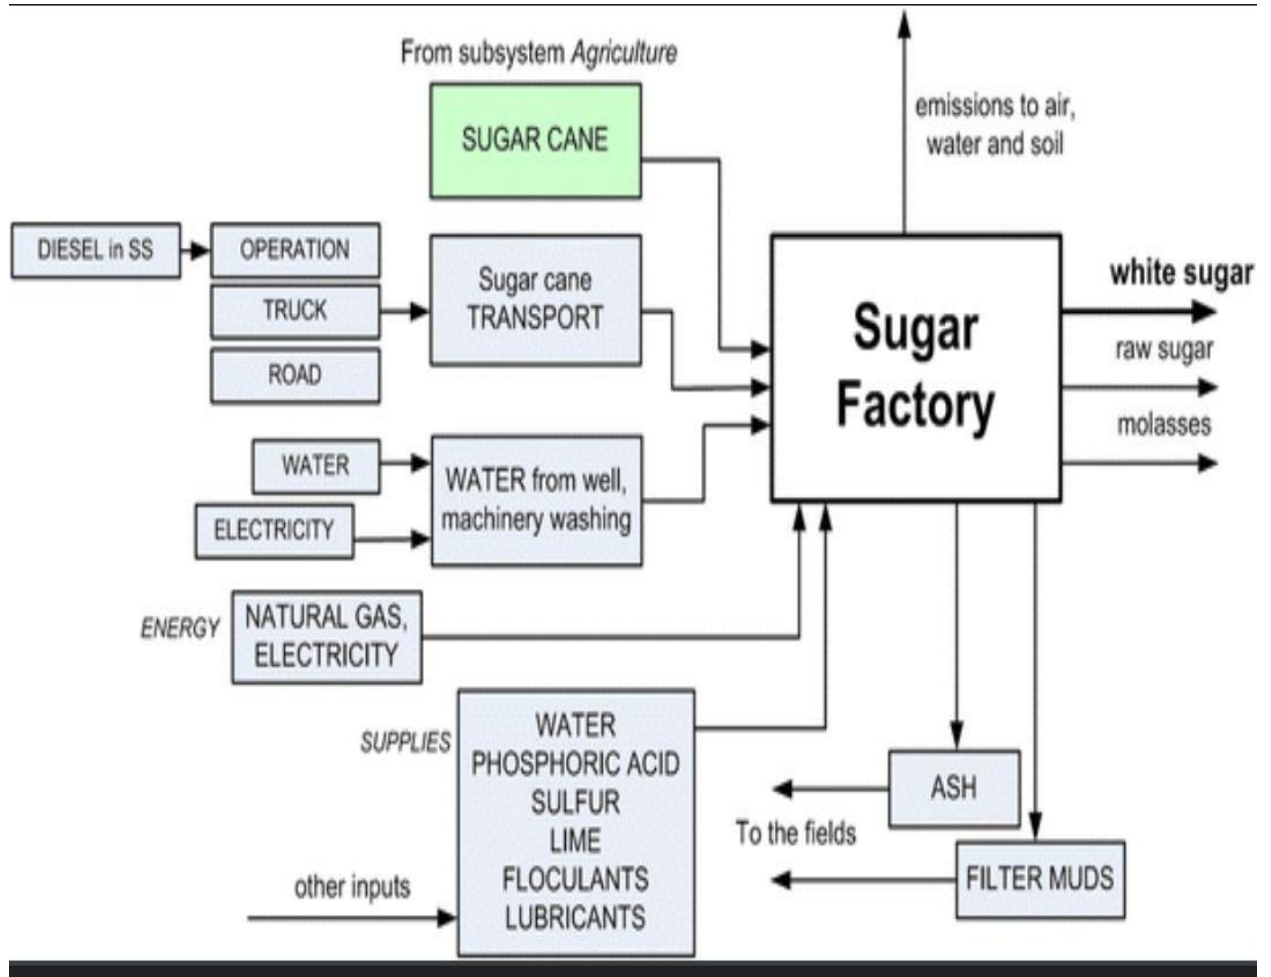 From subsystem Agriculture
SUGAR CANE
emissions to air,
water and soil
DIESEL in SS
OPERATION
TRUCK
ROAD
Sugar cane
TRANSPORT
Sugar
Factory
white sugar
raw sugar
molasses
WATER
ELECTRICITY
WATER from well,
machinery washing
ENERGY
NATURAL GAS,
ELECTRICITY
SUPPLIES
WATER
PHOSPHORIC ACID
SULFUR
LIME
FLOCULANTS
LUBRICANTS
other inputs
ASH
To the fields
FILTER MUDS